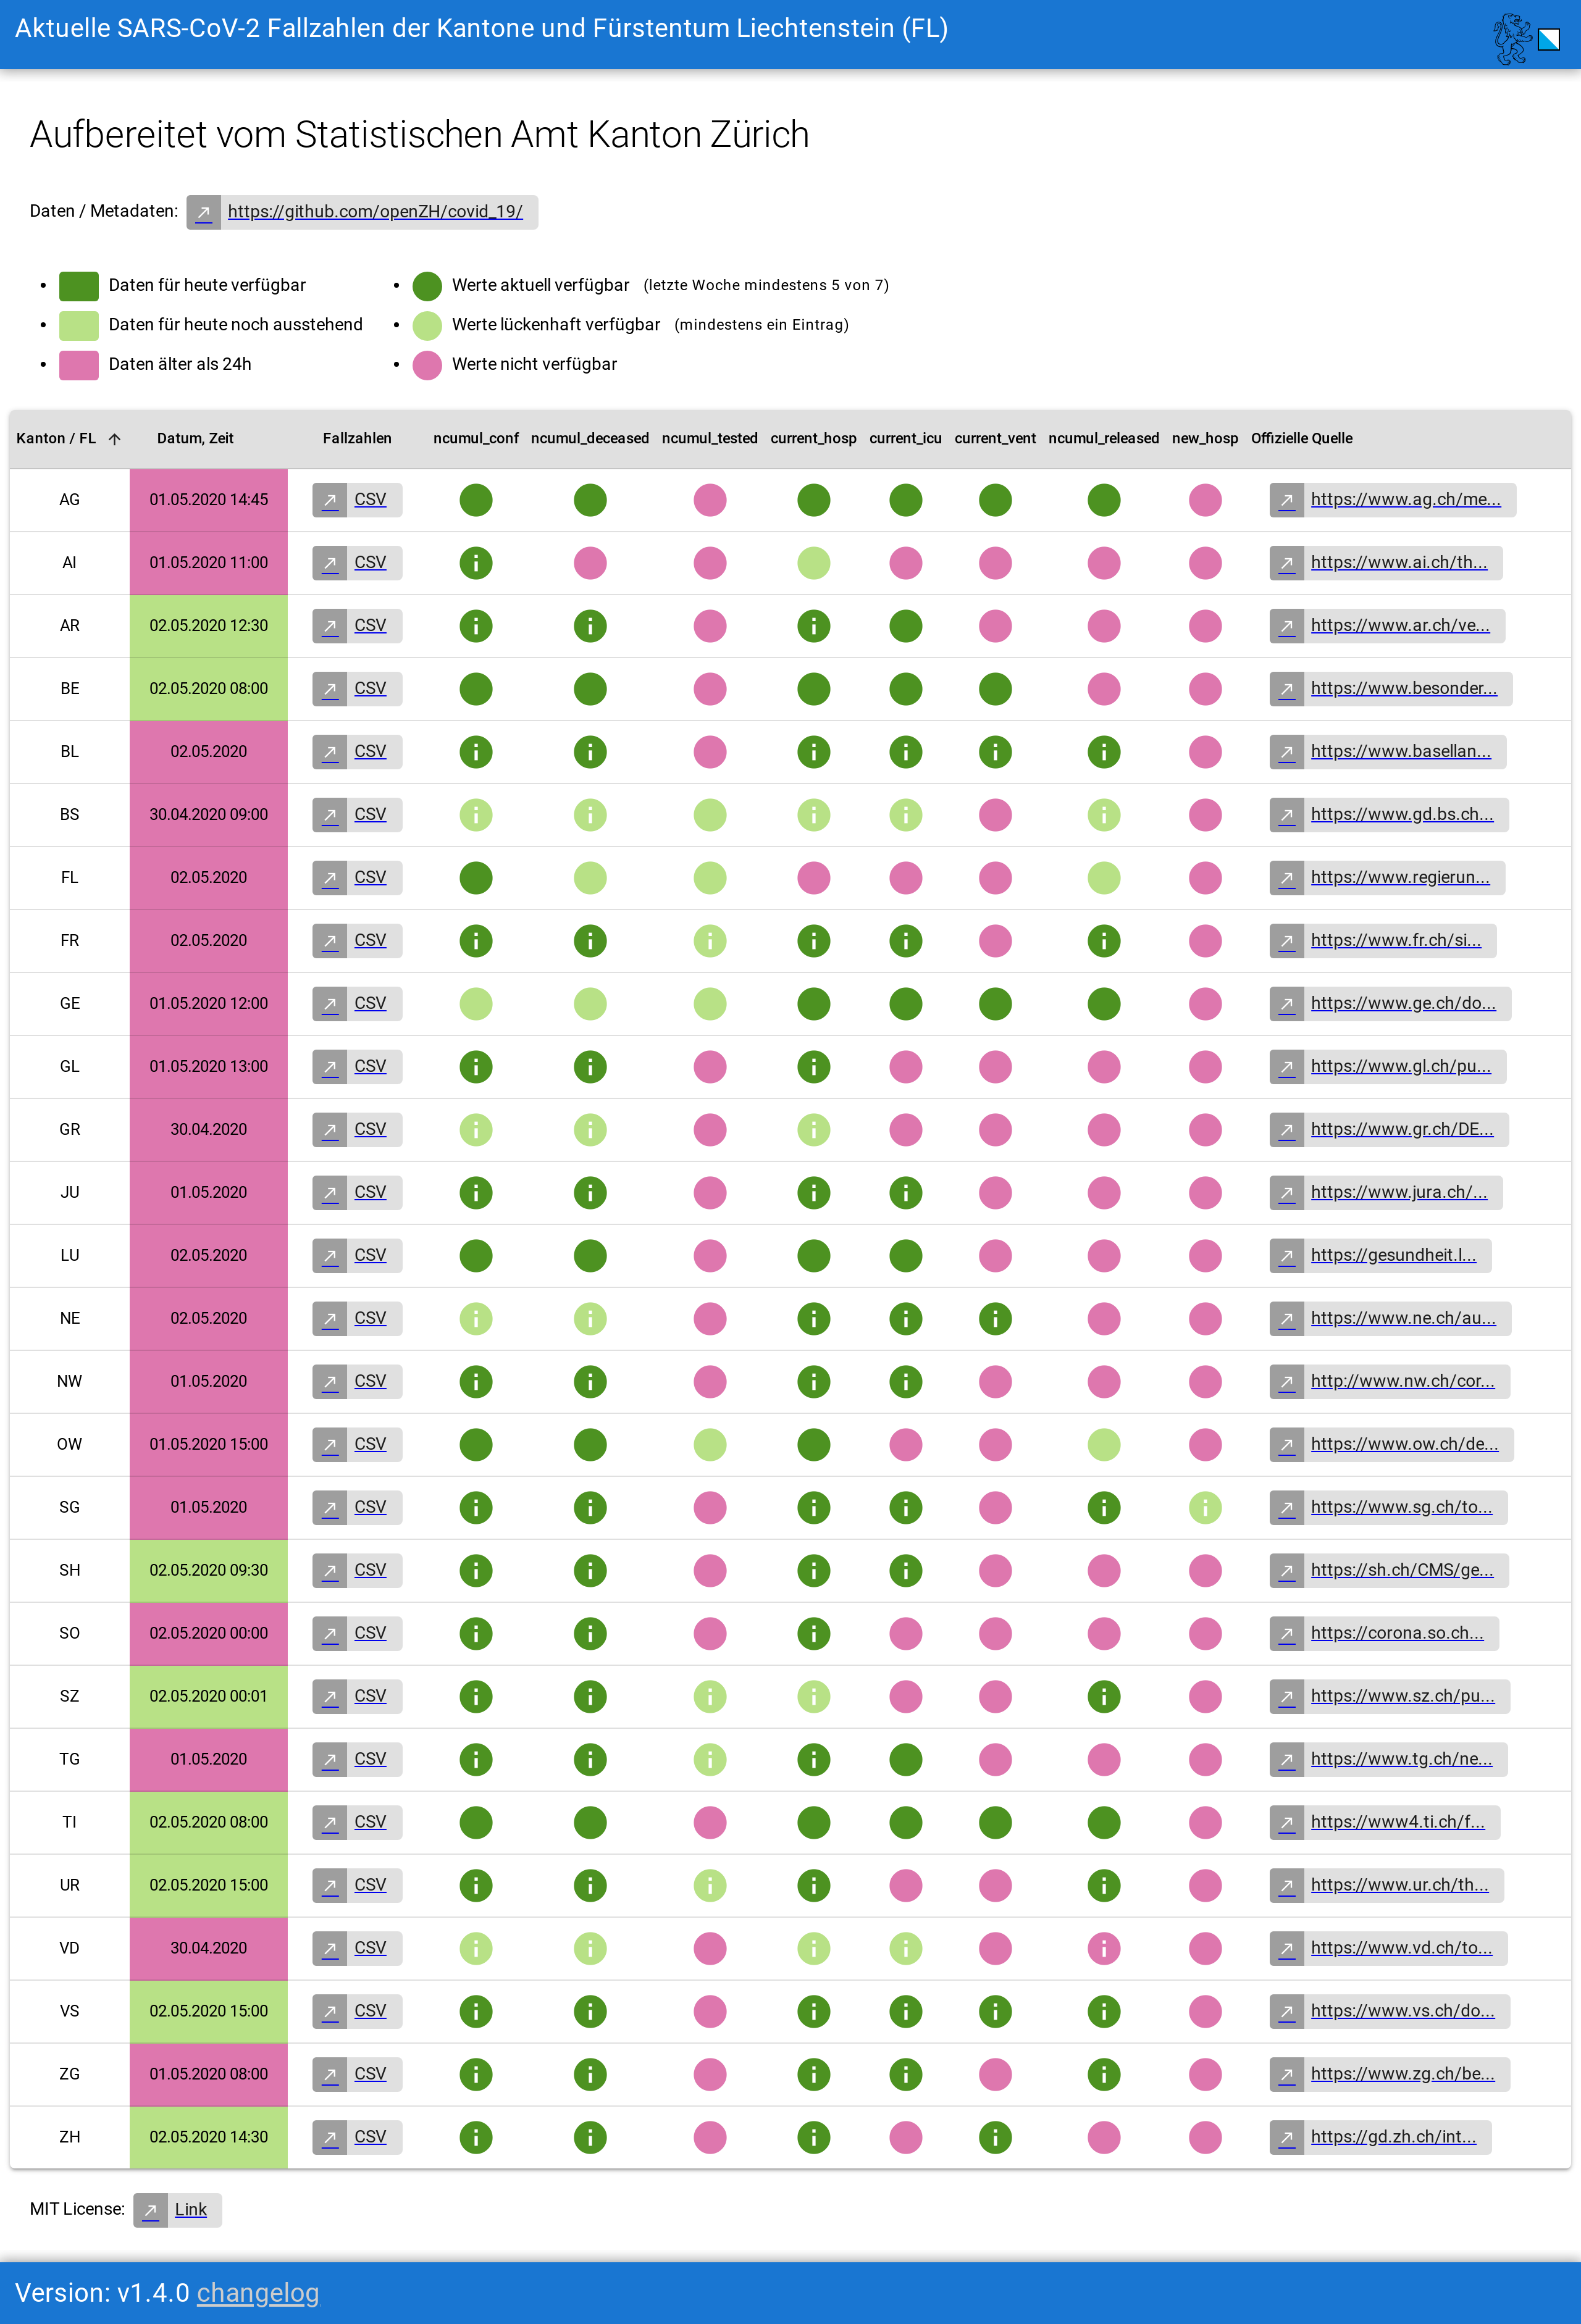 Aktuelle SARS-CoV-2 Fallzahlen der Kantone und Fürstentum Liechtenstein (FL)
Aufbereitet vom Statistischen Amt Kanton Zürich
Daten / Metadaten: https://github.com/openZH/covid_19/
Daten für heute verfügbar
Daten für heute noch ausstehend
Daten älter als 24h
Werte aktuell verfügbar (letzte Woche mindestens 5 von 7)
Werte lückenhaft verfügbar (mindestens ein Eintrag)
Werte nicht verfügbar
Kanton / FL Datum, Zeit Fallzahlen ncumul_conf ncumul_deceased ncumul_tested current_hosp current_icu current_vent ncumul_released new_hosp Offizielle Quelle
AG 01.05.2020 14:45 CSV https://www.ag.ch/me...
AI 01.05.2020 11:00 CSV https://www.ai.ch/th...
AR 02.05.2020 12:30 CSV https://www.ar.ch/ve...
BE 02.05.2020 08:00 CSV https://www.besonder...
BL 02.05.2020 CSV https://www.basellan...
BS 30.04.2020 09:00 CSV https://www.gd.bs.ch...
FL 02.05.2020 CSV https://www.regierun...
FR 02.05.2020 CSV https://www.fr.ch/si...
GE 01.05.2020 12:00 CSV https://www.ge.ch/do...
GL 01.05.2020 13:00 CSV https://www.gl.ch/pu...
GR 30.04.2020 CSV https://www.gr.ch/DE...
JU 01.05.2020 CSV https://www.jura.ch/...
LU 02.05.2020 CSV https://gesundheit.l...
NE 02.05.2020 CSV https://www.ne.ch/au...
NW 01.05.2020 CSV http://www.nw.ch/cor...
OW 01.05.2020 15:00 CSV https://www.ow.ch/de...
SG 01.05.2020 CSV https://www.sg.ch/to...
SH 02.05.2020 09:30 CSV https://sh.ch/CMS/ge...
SO 02.05.2020 00:00 CSV https://corona.so.ch...
SZ 02.05.2020 00:01 CSV https://www.sz.ch/pu...
TG 01.05.2020 CSV https://www.tg.ch/ne...
TI 02.05.2020 08:00 CSV https://www4.ti.ch/f...
UR 02.05.2020 15:00 CSV https://www.ur.ch/th...
VD 30.04.2020 CSV https://www.vd.ch/to...
VS 02.05.2020 15:00 CSV https://www.vs.ch/do...
ZG 01.05.2020 08:00 CSV https://www.zg.ch/be...
ZH 02.05.2020 14:30 CSV https://gd.zh.ch/int...
MIT License: Link
Version: v1.4.0 changelog